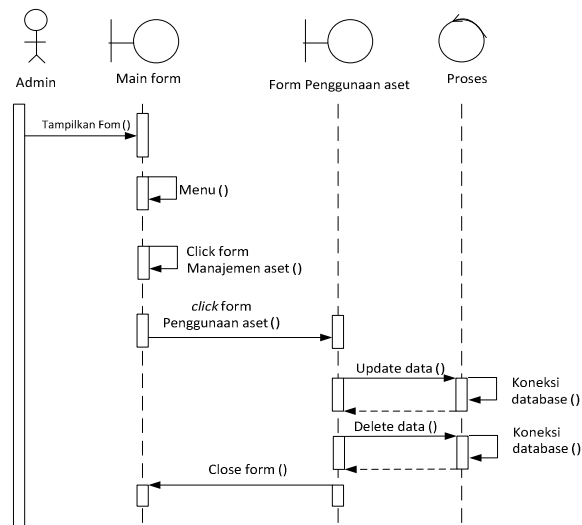 Admin
Main form
Form Penggunaan aset
Proses
Tampilkan Fom ()
Menu ()
Click form
Manajemen aset ()
click form
Penggunaan aset ()
Update data ()
Koneksi
database ()
Delete data ()
Koneksi
database ()
Close form ()